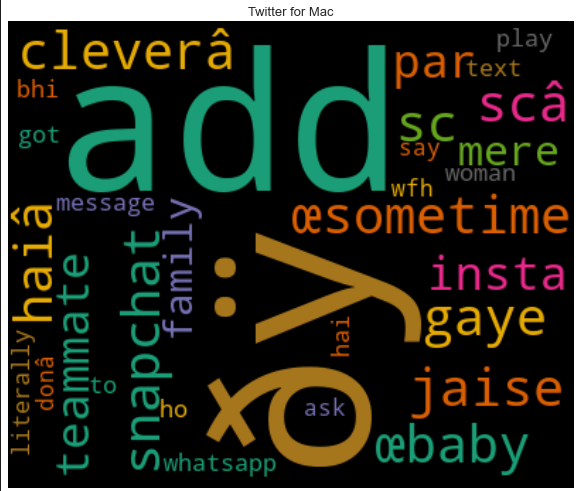 Twitter for Mac
play
cleverâ
par
text
bhi
add
scâ
got
sc
say
mere
woman
wfh
message
haiâ
family
œsometime
snapchat
teammate
ðÿ
insta
gaye
hai
literally
donâ
to
jaise
ho
ask
œbaby
whatsapp